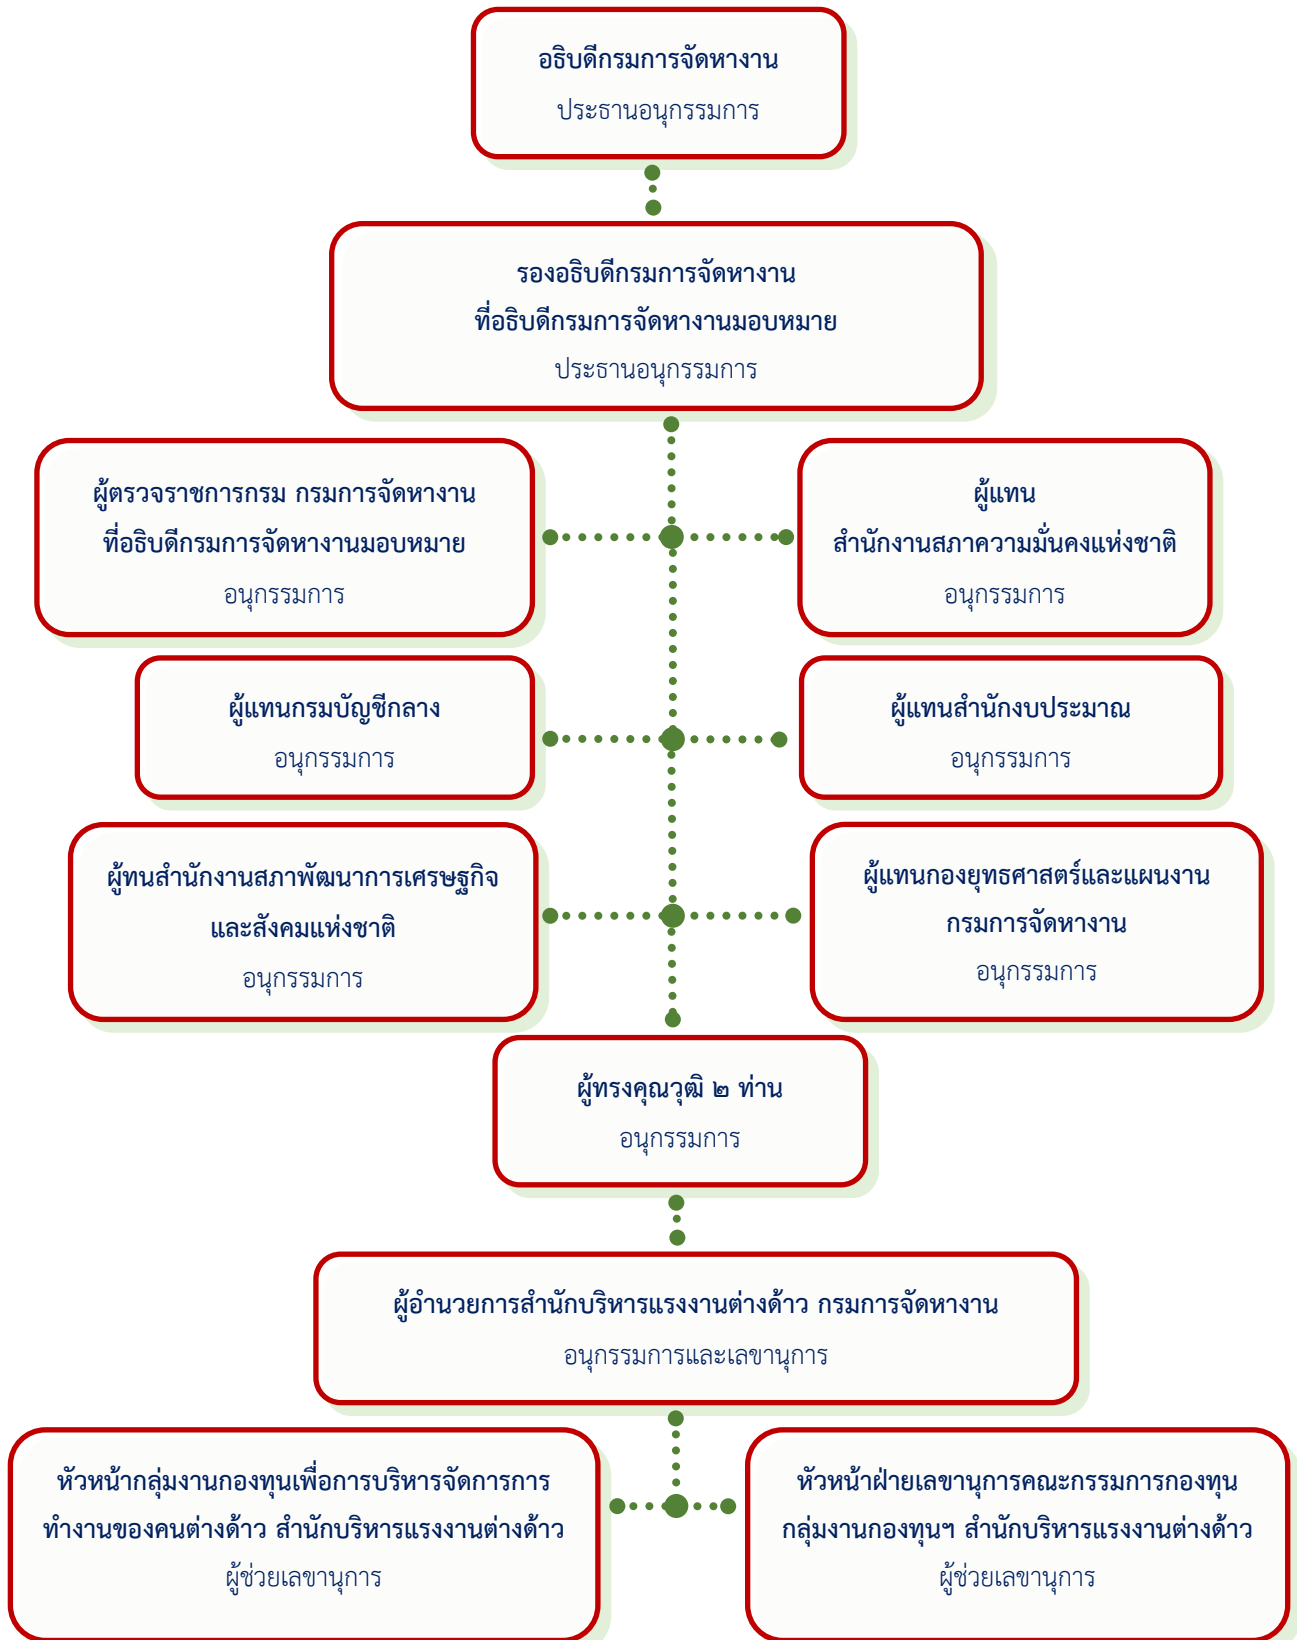 อธิบดีกรมการจัดหางาน
ประธานอนุกรรมการ
รองอธิบดีกรมการจัดหางาน
ที่อธิบดีกรมการจัดหางานมอบหมาย
ประธานอนุกรรมการ
ผู้ตรวจราชการกรม กรมการจัดหางาน
ที่อธิบดีกรมการจัดหางานมอบหมาย
อนุกรรมการ
ผู้แทน
สำนักงานสภาความมั่นคงแห่งชาติ
อนุกรรมการ
ผู้แทนกรมบัญชีกลาง
อนุกรรมการ
ผู้แทนสำนักงบประมาณ
อนุกรรมการ
ผู้ทนสำนักงานสภาพัฒนาการเศรษฐกิจ
และสังคมแห่งชาติ
อนุกรรมการ
ผู้แทนกองยุทธศาสตร์และแผนงาน
กรมการจัดหางาน
อนุกรรมการ
ผู้ทรงคุณวุฒิ ๒ ท่าน
อนุกรรมการ
ผู้อำนวยการสำนักบริหารแรงงานต่างด้าว กรมการจัดหางาน
อนุกรรมการและเลขานุการ
หัวหน้ากลุ่มงานกองทุนเพื่อการบริหารจัดการการ
ทำงานของคนต่างด้าว สำนักบริหารแรงงานต่างด้าว
ผู้ช่วยเลขานุการ
หัวหน้าฝ่ายเลขานุการคณะกรรมการกองทุน
กลุ่มงานกองทุนฯ สำนักบริหารแรงงานต่างด้าว
ผู้ช่วยเลขานุการ